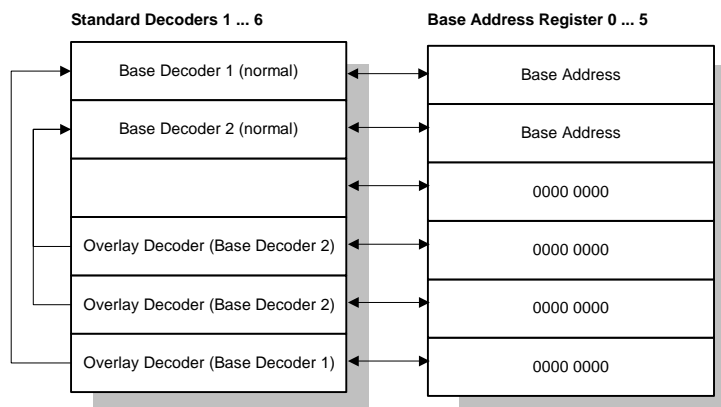 Standard Decoders 1 ... 6
Base Address Register 0 ... 5
Base Decoder 1 (normal)
Base Address
Base Decoder 2 (normal)
Base Address
0000 0000
Overlay Decoder (Base Decoder 2)
0000 0000
Overlay Decoder (Base Decoder 2)
0000 0000
Overlay Decoder (Base Decoder 1)
0000 0000